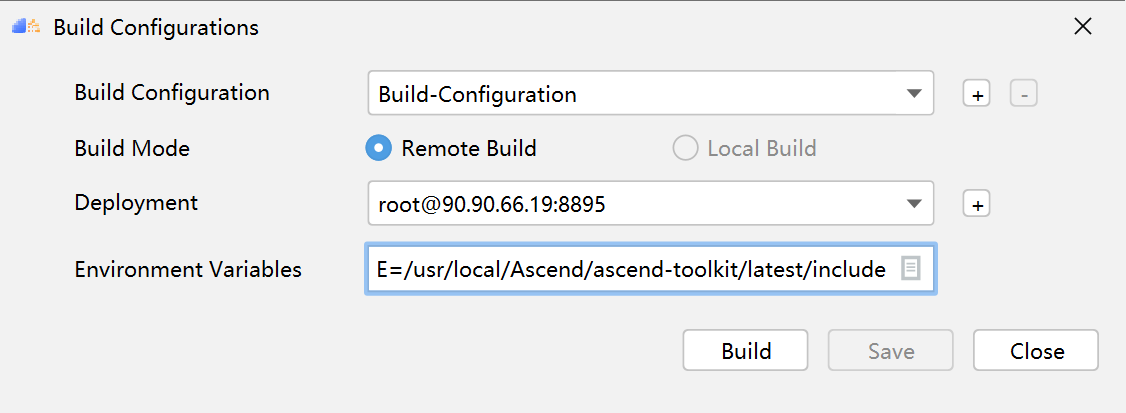 Build Configurations
Build Configuration Build-Configuration + -
Build Mode Remote Build Local Build
Deployment root@90.90.66.19:8895 +
Environment Variables E=/usr/local/Ascend/ascend-toolkit/latest/include
Build Save Close